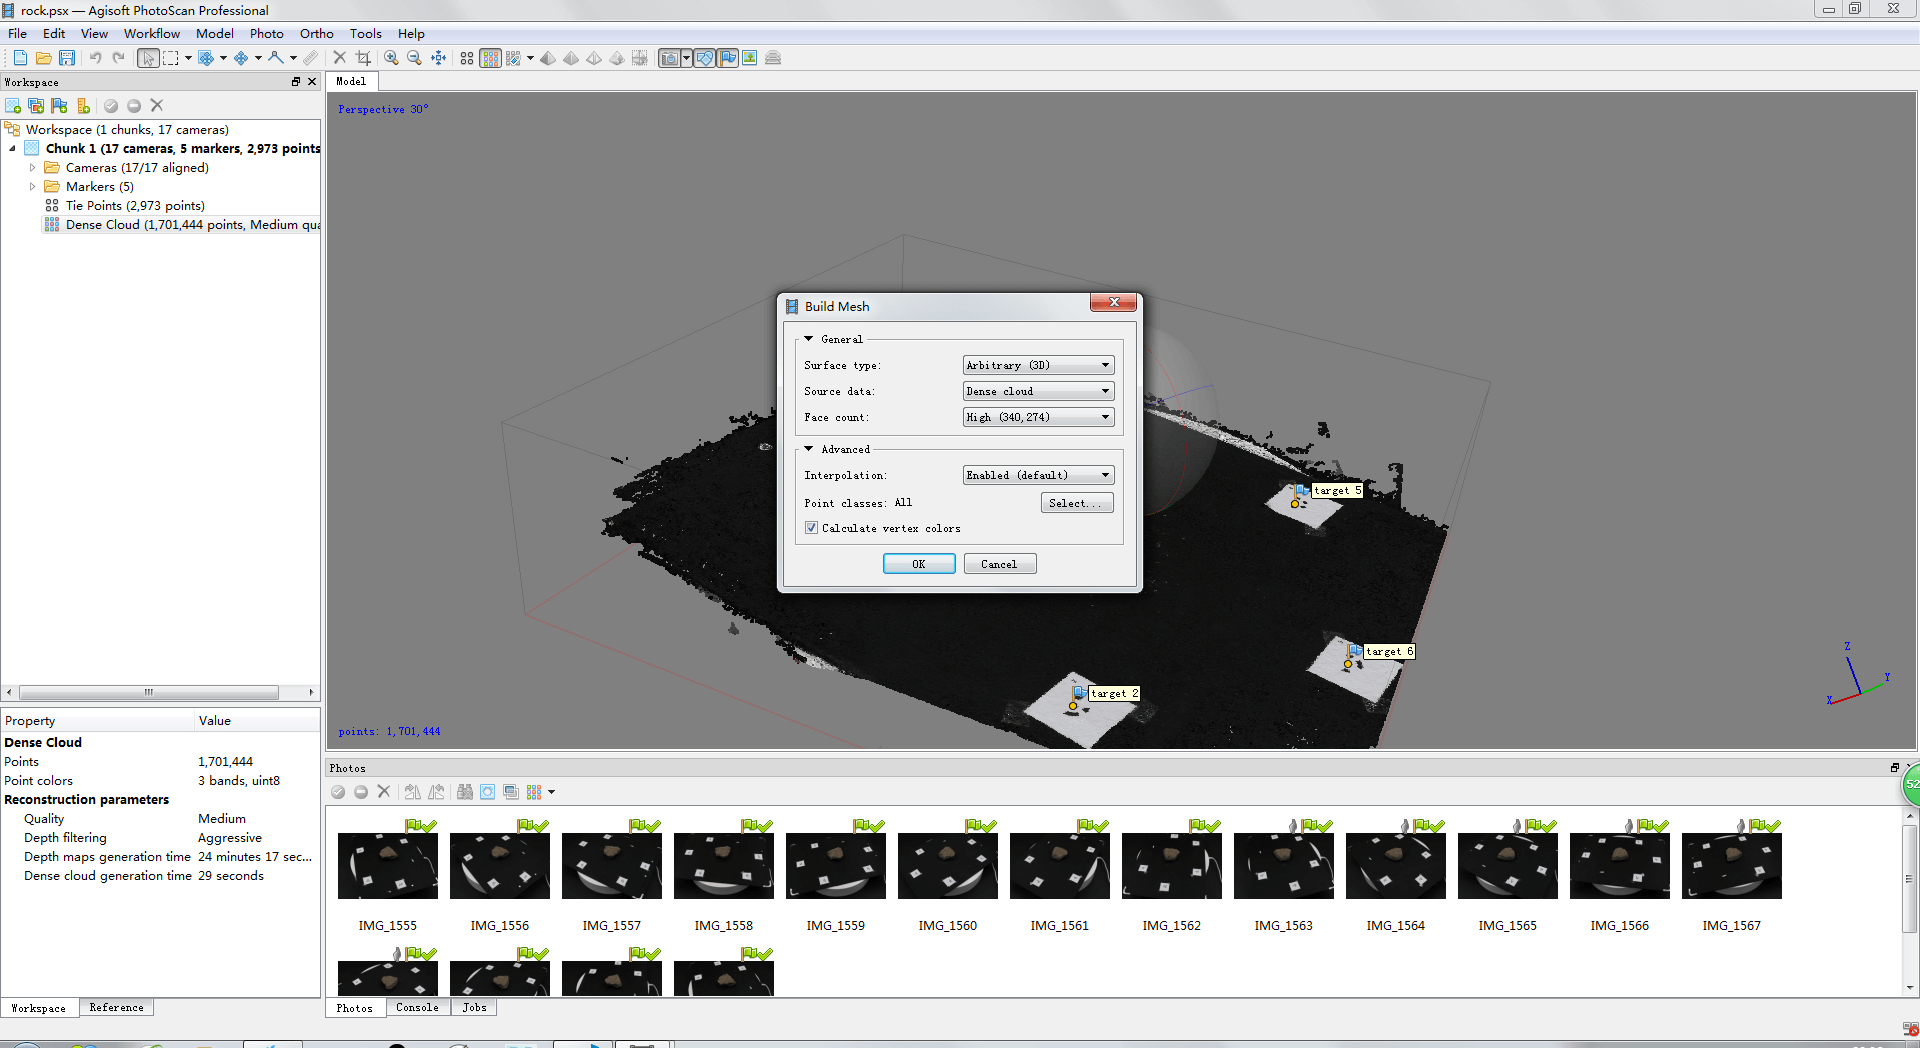 rock.psx — Agisoft PhotoScan Professional
File Edit View Workflow Model Photo Ortho Tools Help
Workspace
Model
Perspective 30°
Workspace (1 chunks, 17 cameras)
Chunk 1 (17 cameras, 5 markers, 2,973 points
Cameras (17/17 aligned)
Markers (5)
Tie Points (2,973 points)
Dense Cloud (1,701,444 points, Medium qua
Build Mesh
General
Surface type: Arbitrary (3D)
Source data: Dense cloud
Face count: High (340,274)
Advanced
Interpolation: Enabled (default)
Point classes: All Select...
Calculate vertex colors
OK Cancel
target 5
target 6
target 2
Z
Y
X
points: 1,701,444
Property Value
Dense Cloud
Points 1,701,444
Point colors 3 bands, uint8
Reconstruction parameters
Quality Medium
Depth filtering Aggressive
Depth maps generation time 24 minutes 17 sec...
Dense cloud generation time 29 seconds
Workspace Reference
Photos
52
IMG_1555 IMG_1556 IMG_1557 IMG_1558 IMG_1559 IMG_1560 IMG_1561 IMG_1562 IMG_1563 IMG_1564 IMG_1565 IMG_1566 IMG_1567
Photos Console Jobs